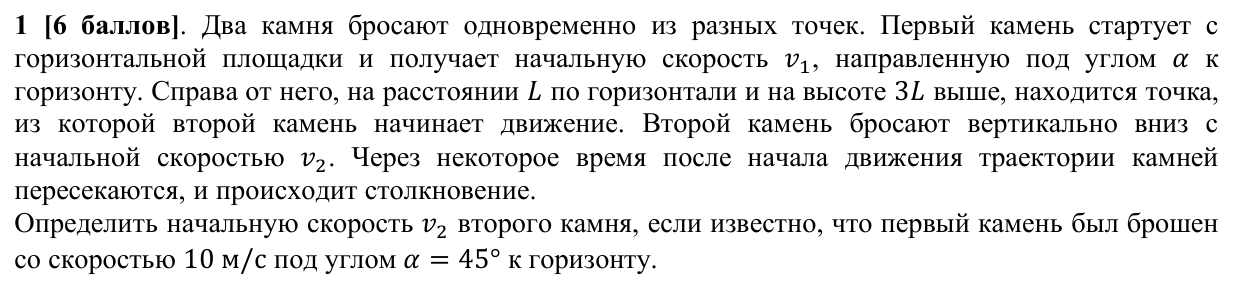 1 [6 баллов]. Два камня бросают одновременно из разных точек. Первый камень стартует с
горизонтальной площадки и получает начальную скорость 𝑣₁, направленную под углом 𝛼 к
горизонту. Справа от него, на расстоянии 𝐿 по горизонтали и на высоте 3𝐿 выше, находится точка,
из которой второй камень начинает движение. Второй камень бросают вертикально вниз с
начальной скоростью 𝑣₂. Через некоторое время после начала движения траектории камней
пересекаются, и происходит столкновение.
Определить начальную скорость 𝑣₂ второго камня, если известно, что первый камень был брошен
со скоростью 10 м/с под углом 𝛼 = 45° к горизонту.